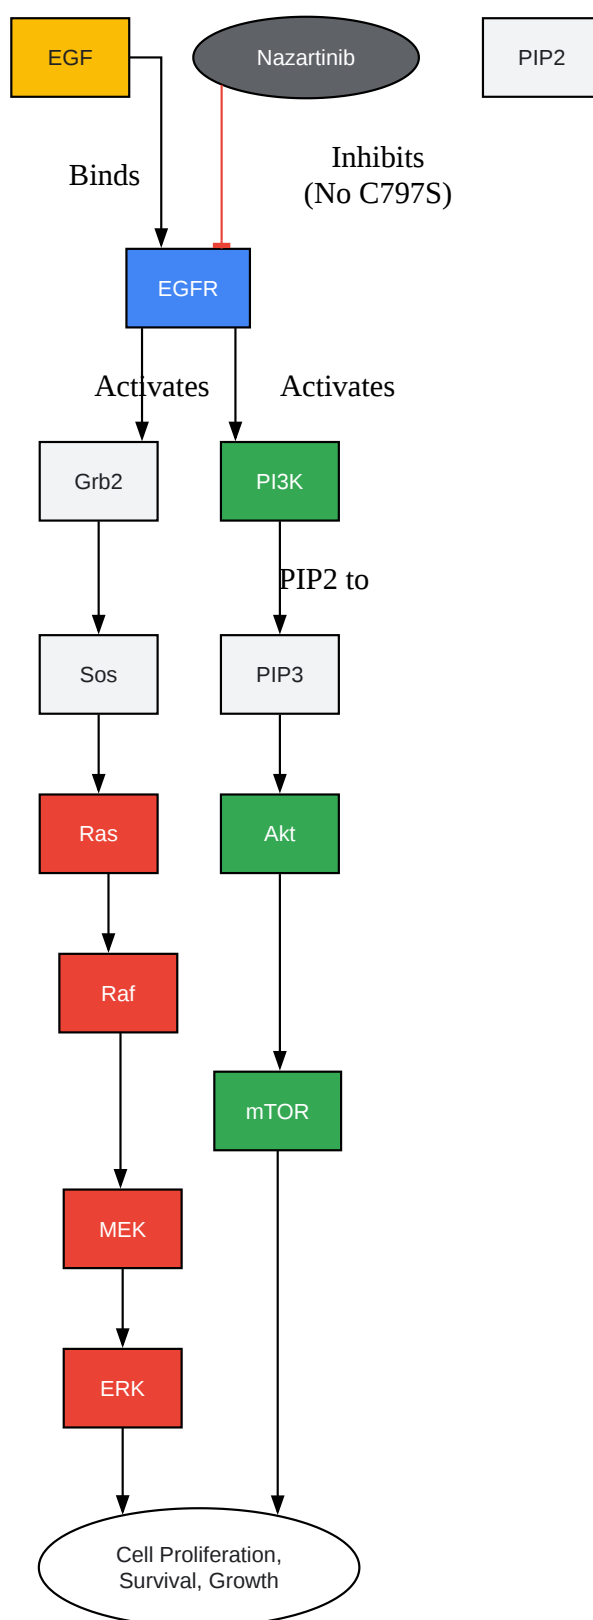 EGF
Nazartinib
PIP2
Binds
Inhibits
(No C797S)
EGFR
Activates
Activates
Grb2
PI3K
PIP2 to
Sos
PIP3
Ras
Akt
Raf
mTOR
MEK
ERK
Cell Proliferation,
Survival, Growth